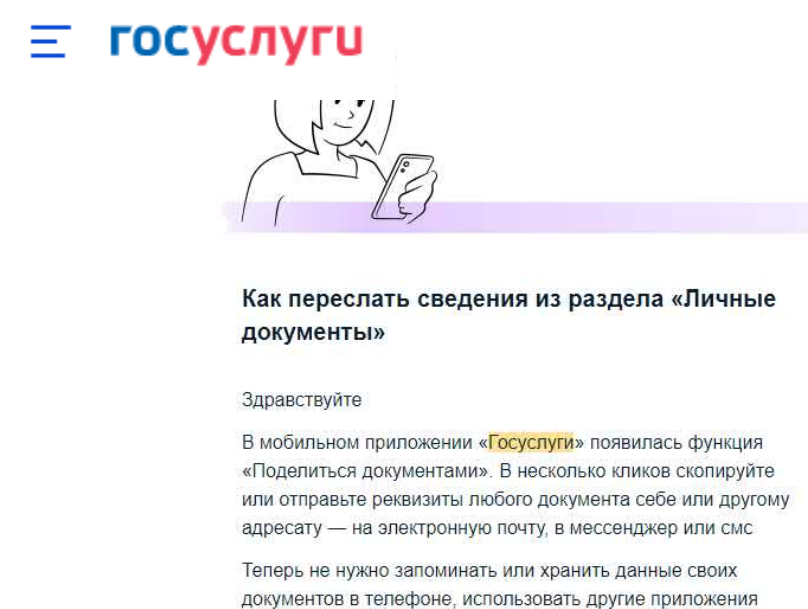 госуслуги
Как переслать сведения из раздела «Личные
документы»
Здравствуйте
В мобильном приложении «Госуслуги» появилась функция
«Поделиться документами». В несколько кликов скопируйте
или отправьте реквизиты любого документа себе или другому
адресату — на электронную почту, в мессенджер или смс
Теперь не нужно запоминать или хранить данные своих
документов в телефоне, использовать другие приложения